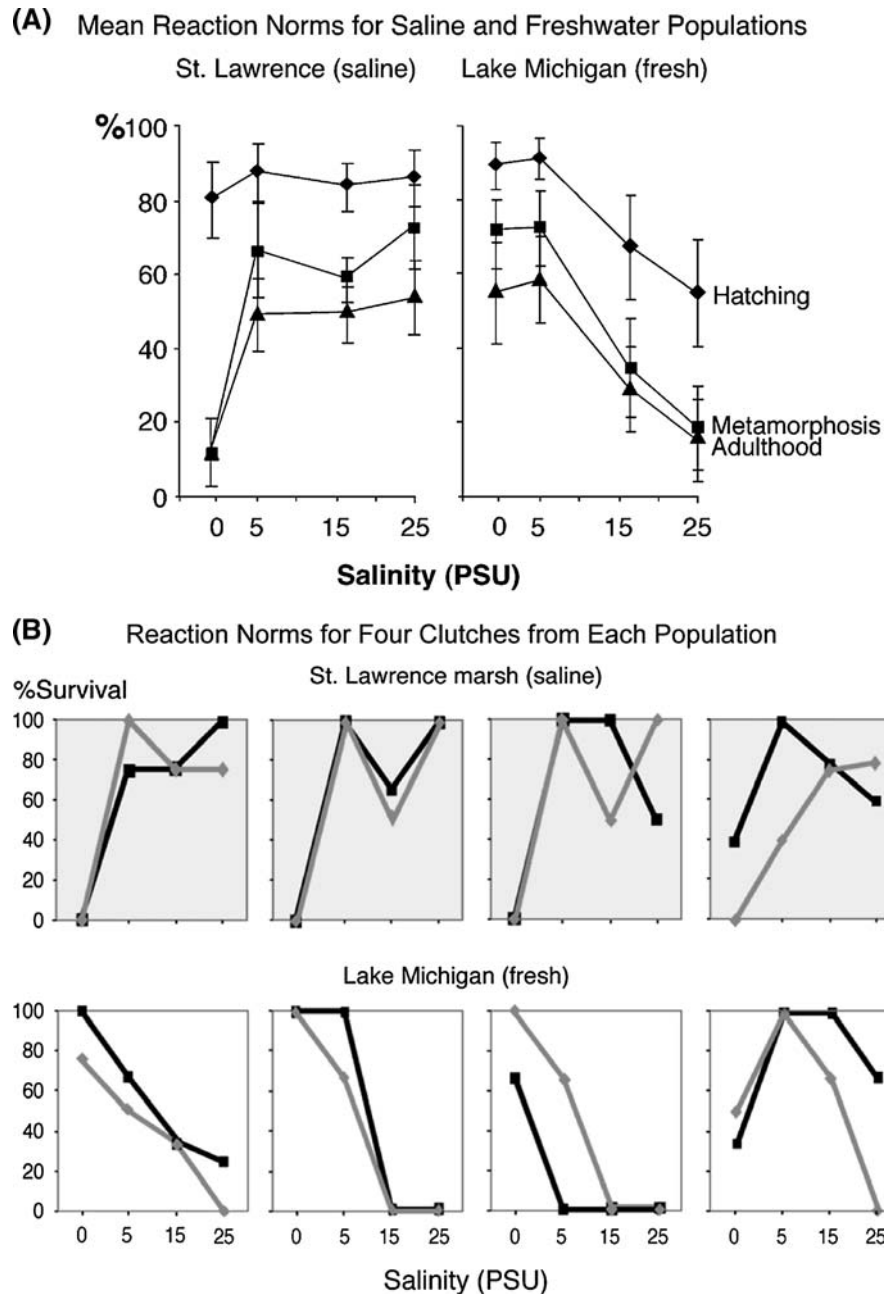 (A) Mean Reaction Norms for Saline and Freshwater Populations
St. Lawrence (saline) Lake Michigan (fresh)
%100
80
60
40
20
0
Hatching
Metamorphosis
Adulthood
0 5 15 25 0 5 15 25
Salinity (PSU)
(B) Reaction Norms for Four Clutches from Each Population
St. Lawrence marsh (saline)
%Survival
100
80
60
40
20
0
Lake Michigan (fresh)
100
80
60
40
20
0
0 5 15 25 0 5 15 25 0 5 15 25 0 5 15 25
Salinity (PSU)